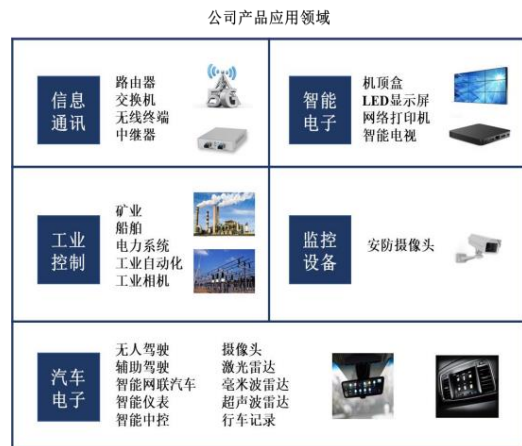 公司产品应用领域
信息
通讯
路由器
交换机
无线终端
中继器
智能
电子
机顶盒
LED显示屏
网络打印机
智能电视
工业
控制
矿业
船舶
电力系统
工业自动化
工业相机
监控
设备
安防摄像头
汽车
电子
无人驾驶
辅助驾驶
智能网联汽车
智能仪表
智能中控
摄像头
激光雷达
毫米波雷达
超声波雷达
行车记录